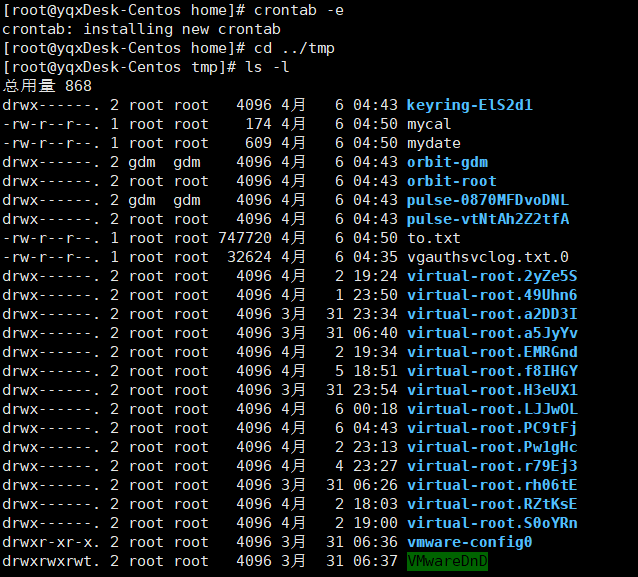 [root@yqxDesk-Centos home]# crontab -e
crontab: installing new crontab
[root@yqxDesk-Centos home]# cd ../tmp
[root@yqxDesk-Centos tmp]# ls -l
总用量 868
drwx------. 2 root root   4096 4月   6 04:43 keyring-ElS2d1
-rw-r--r--. 1 root root    174 4月   6 04:50 mycal
-rw-r--r--. 1 root root    609 4月   6 04:50 mydate
drwx------. 2 gdm  gdm    4096 4月   6 04:43 orbit-gdm
drwx------. 2 root root   4096 4月   6 04:43 orbit-root
drwx------. 2 gdm  gdm    4096 4月   6 04:43 pulse-0870MFDvoDNL
drwx------. 2 root root   4096 4月   6 04:43 pulse-vtNtAh2Z2tfA
-rw-r--r--. 1 root root 747720 4月   6 04:50 to.txt
-rw-r--r--. 1 root root  32624 4月   6 04:35 vgauthsvclog.txt.0
drwx------. 2 root root   4096 4月   2 19:24 virtual-root.2yZe5S
drwx------. 2 root root   4096 4月   1 23:50 virtual-root.49Uhn6
drwx------. 2 root root   4096 3月  31 23:34 virtual-root.a2DD3I
drwx------. 2 root root   4096 3月  31 06:40 virtual-root.a5JyYv
drwx------. 2 root root   4096 4月   2 19:34 virtual-root.EMRGnd
drwx------. 2 root root   4096 4月   5 18:51 virtual-root.f8IHGY
drwx------. 2 root root   4096 3月  31 23:54 virtual-root.H3eUX1
drwx------. 2 root root   4096 4月   6 00:18 virtual-root.LJJwOL
drwx------. 2 root root   4096 4月   6 04:43 virtual-root.PC9tFj
drwx------. 2 root root   4096 4月   2 23:13 virtual-root.Pw1gHc
drwx------. 2 root root   4096 4月   4 23:27 virtual-root.r79Ej3
drwx------. 2 root root   4096 3月  31 06:26 virtual-root.rh06tE
drwx------. 2 root root   4096 4月   2 18:03 virtual-root.RZtKsE
drwx------. 2 root root   4096 4月   2 19:00 virtual-root.S0oYRn
drwxr-xr-x. 2 root root   4096 3月  31 06:36 vmware-config0
drwxrwxrwt. 2 root root   4096 3月  31 06:37 VMwareDnD